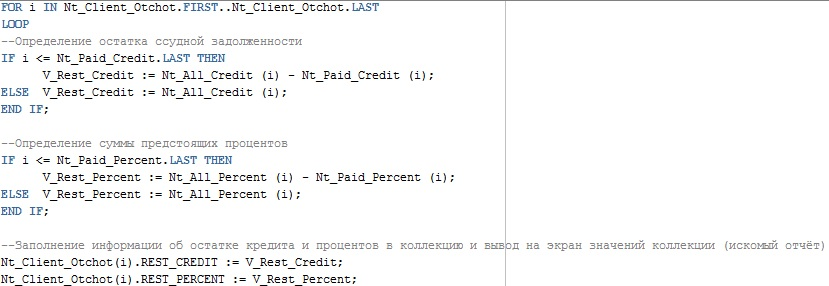 FOR i IN Nt_Client_Otchot.FIRST..Nt_Client_Otchot.LAST
LOOP
--Определение остатка ссудной задолженности
IF i <= Nt_Paid_Credit.LAST THEN
V_Rest_Credit := Nt_All_Credit (i) - Nt_Paid_Credit (i);
ELSE  V_Rest_Credit := Nt_All_Credit (i);
END IF;
--Определение суммы предстоящих процентов
IF i <= Nt_Paid_Percent.LAST THEN
V_Rest_Percent := Nt_All_Percent (i) - Nt_Paid_Percent (i);
ELSE  V_Rest_Percent := Nt_All_Percent (i);
END IF;
--Заполнение информации об остатке кредита и процентов в коллекцию и вывод на экран значений коллекции (искомый отчёт)
Nt_Client_Otchot(i).REST_CREDIT := V_Rest_Credit;
Nt_Client_Otchot(i).REST_PERCENT := V_Rest_Percent;